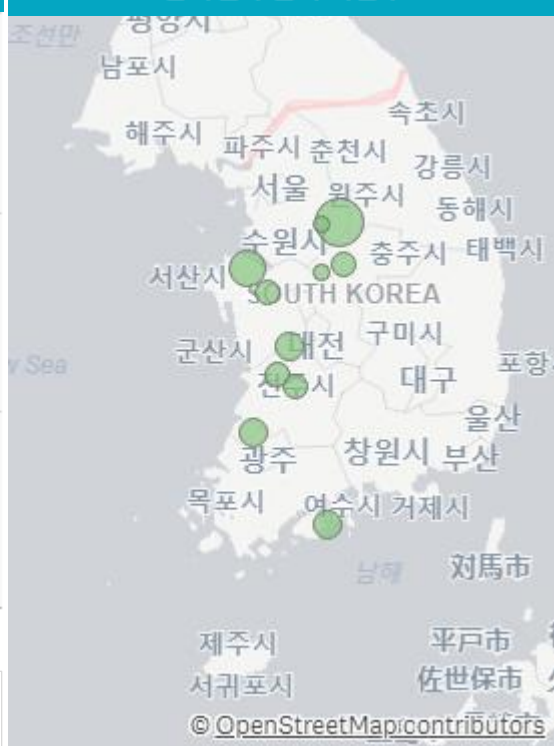 평양시
조선만
남포시
속초시
해주시
파주시 춘천시
강릉시
서울 원주시
동해시
수원시
충주시 태백시
서산시
SOUTH KOREA
구미시
대전
군산시
w Sea
포항
대구
전주시
울산
광주
창원시 부산
목포시
여수시 거제시
남해
対馬市
제주시
平戸市
서귀포시
佐世保市
© OpenStreetMap contributors